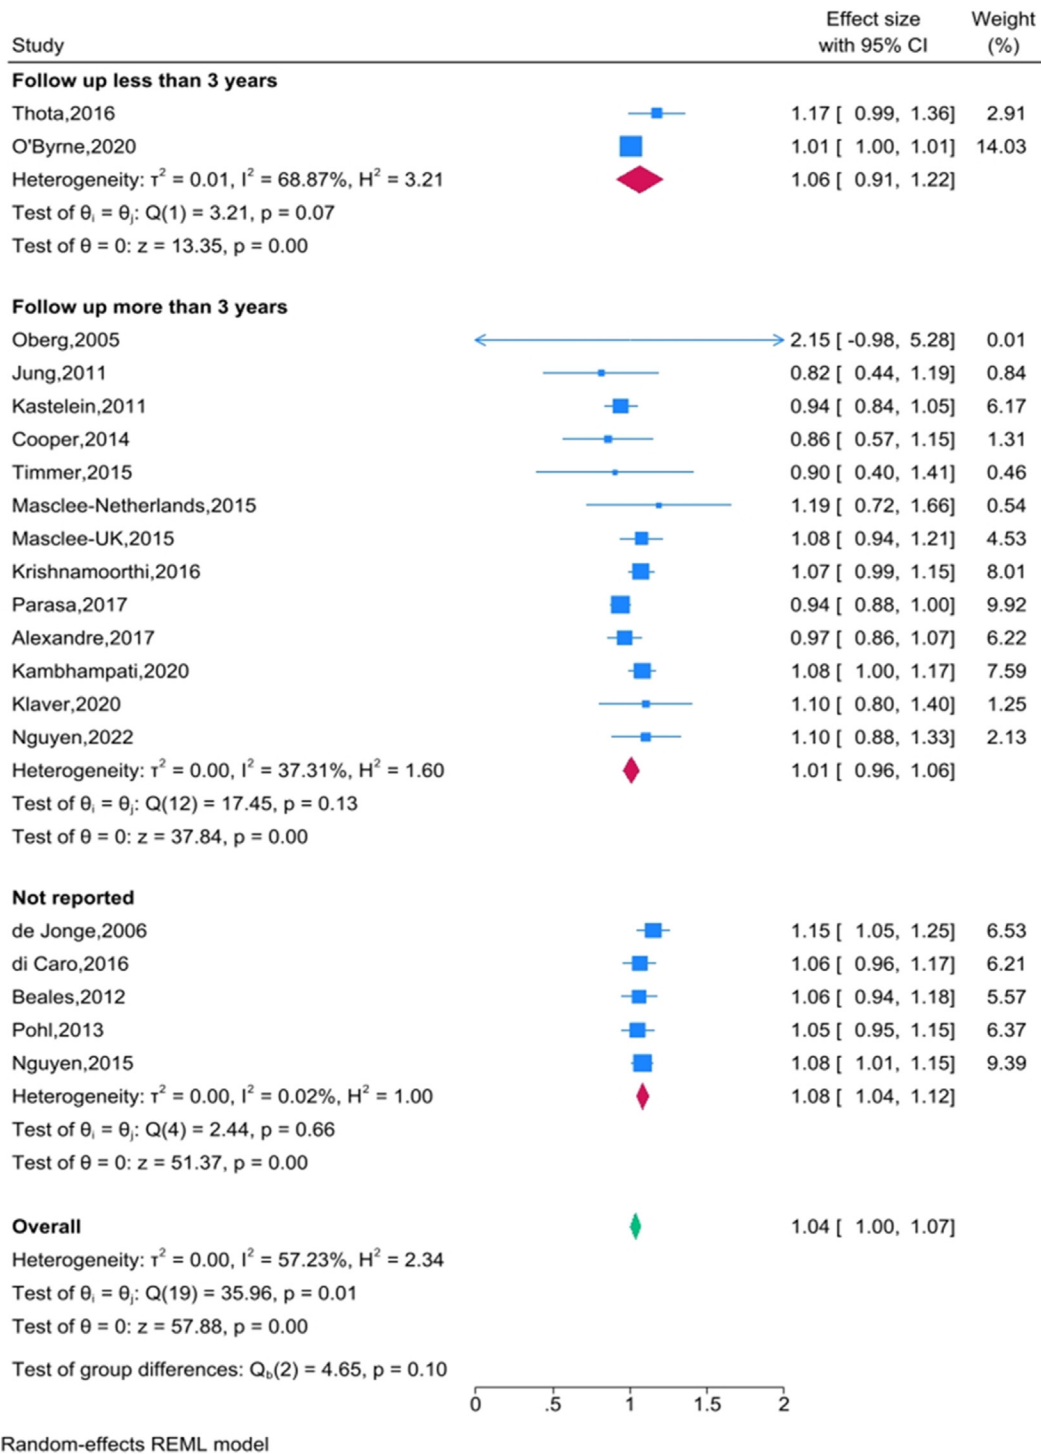 Effect size Weight
Study with 95% CI (%)
Follow up less than 3 years
Thota,2016 1.17 [ 0.99, 1.36] 2.91
O'Byrne,2020 1.01 [ 1.00, 1.01] 14.03
Heterogeneity: τ² = 0.01, I² = 68.87%, H² = 3.21 1.06 [ 0.91, 1.22]
Test of θᵢ = θⱼ: Q(1) = 3.21, p = 0.07
Test of θ = 0: z = 13.35, p = 0.00
Follow up more than 3 years
Oberg,2005 2.15 [ -0.98, 5.28] 0.01
Jung,2011 0.82 [ 0.44, 1.19] 0.84
Kastelein,2011 0.94 [ 0.84, 1.05] 6.17
Cooper,2014 0.86 [ 0.57, 1.15] 1.31
Timmer,2015 0.90 [ 0.40, 1.41] 0.46
Masclee-Netherlands,2015 1.19 [ 0.72, 1.66] 0.54
Masclee-UK,2015 1.08 [ 0.94, 1.21] 4.53
Krishnamoorthi,2016 1.07 [ 0.99, 1.15] 8.01
Parasa,2017 0.94 [ 0.88, 1.00] 9.92
Alexandre,2017 0.97 [ 0.86, 1.07] 6.22
Kambhampati,2020 1.08 [ 1.00, 1.17] 7.59
Klaver,2020 1.10 [ 0.80, 1.40] 1.25
Nguyen,2022 1.10 [ 0.88, 1.33] 2.13
Heterogeneity: τ² = 0.00, I² = 37.31%, H² = 1.60 1.01 [ 0.96, 1.06]
Test of θᵢ = θⱼ: Q(12) = 17.45, p = 0.13
Test of θ = 0: z = 37.84, p = 0.00
Not reported
de Jonge,2006 1.15 [ 1.05, 1.25] 6.53
di Caro,2016 1.06 [ 0.96, 1.17] 6.21
Beales,2012 1.06 [ 0.94, 1.18] 5.57
Pohl,2013 1.05 [ 0.95, 1.15] 6.37
Nguyen,2015 1.08 [ 1.01, 1.15] 9.39
Heterogeneity: τ² = 0.00, I² = 0.02%, H² = 1.00 1.08 [ 1.04, 1.12]
Test of θᵢ = θⱼ: Q(4) = 2.44, p = 0.66
Test of θ = 0: z = 51.37, p = 0.00
Overall 1.04 [ 1.00, 1.07]
Heterogeneity: τ² = 0.00, I² = 57.23%, H² = 2.34
Test of θᵢ = θⱼ: Q(19) = 35.96, p = 0.01
Test of θ = 0: z = 57.88, p = 0.00
Test of group differences: Q_b(2) = 4.65, p = 0.10
0 .5 1 1.5 2
Random-effects REML model